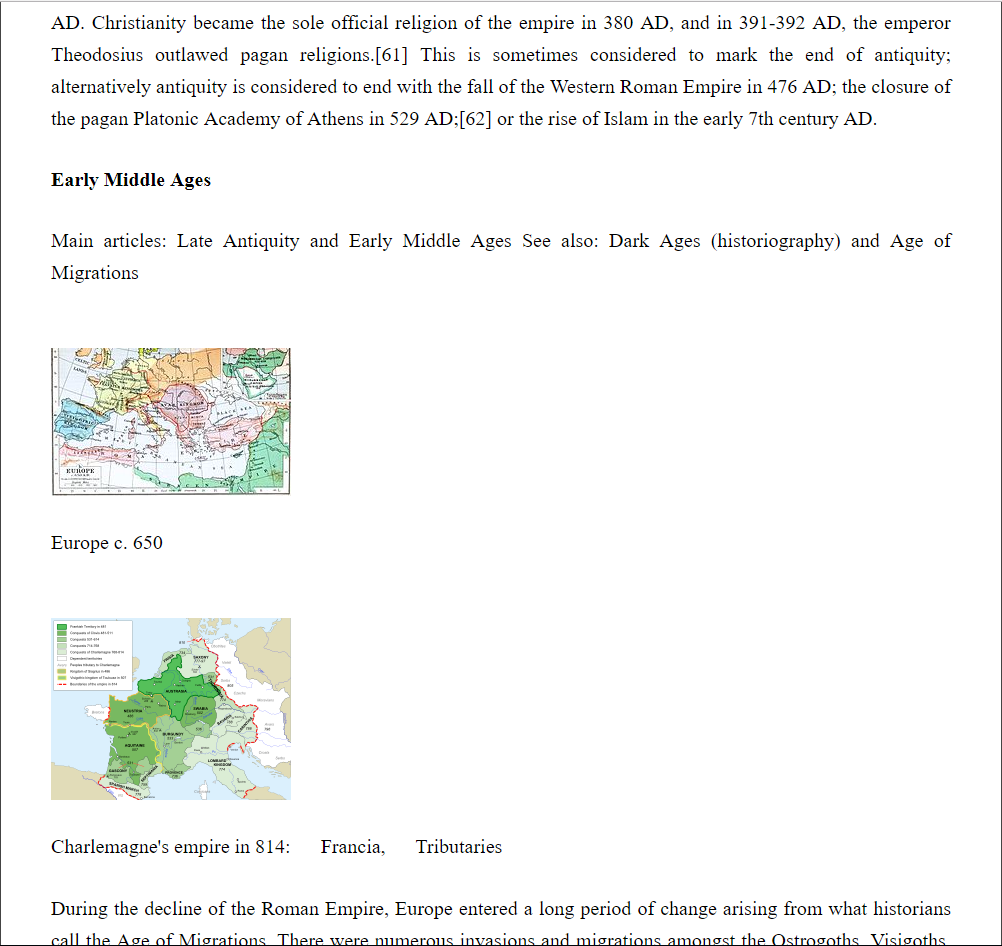 AD. Christianity became the sole official religion of the empire in 380 AD, and in 391-392 AD, the emperor
Theodosius outlawed pagan religions.[61] This is sometimes considered to mark the end of antiquity;
alternatively antiquity is considered to end with the fall of the Western Roman Empire in 476 AD; the closure of
the pagan Platonic Academy of Athens in 529 AD;[62] or the rise of Islam in the early 7th century AD.
Early Middle Ages
Main articles: Late Antiquity and Early Middle Ages See also: Dark Ages (historiography) and Age of
Migrations
EUROPE
Europe c. 650
AUSTRASIA
NEUSTRIA
SWABIA
BURGUNDY
AQUITAINE
GASCONY
PROVENCE
LOMBARD
KINGDOM
SAXONY
Charlemagne's empire in 814: Francia, Tributaries
During the decline of the Roman Empire, Europe entered a long period of change arising from what historians
call the Age of Migrations. There were numerous invasions and migrations amongst the Ostrogoths, Visigoths,